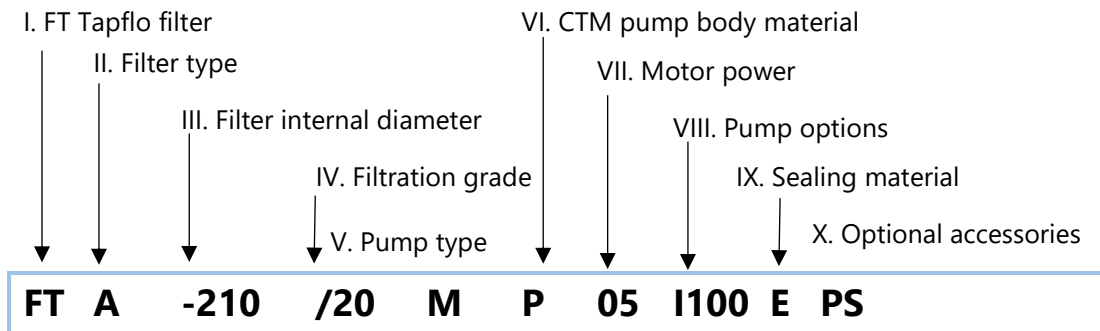 I. FT Tapflo filter
VI. CTM pump body material
II. Filter type
VII. Motor power
III. Filter internal diameter
VIII. Pump options
IV. Filtration grade
IX. Sealing material
V. Pump type
X. Optional accessories
FT A -210 /20 M P 05 I100 E PS